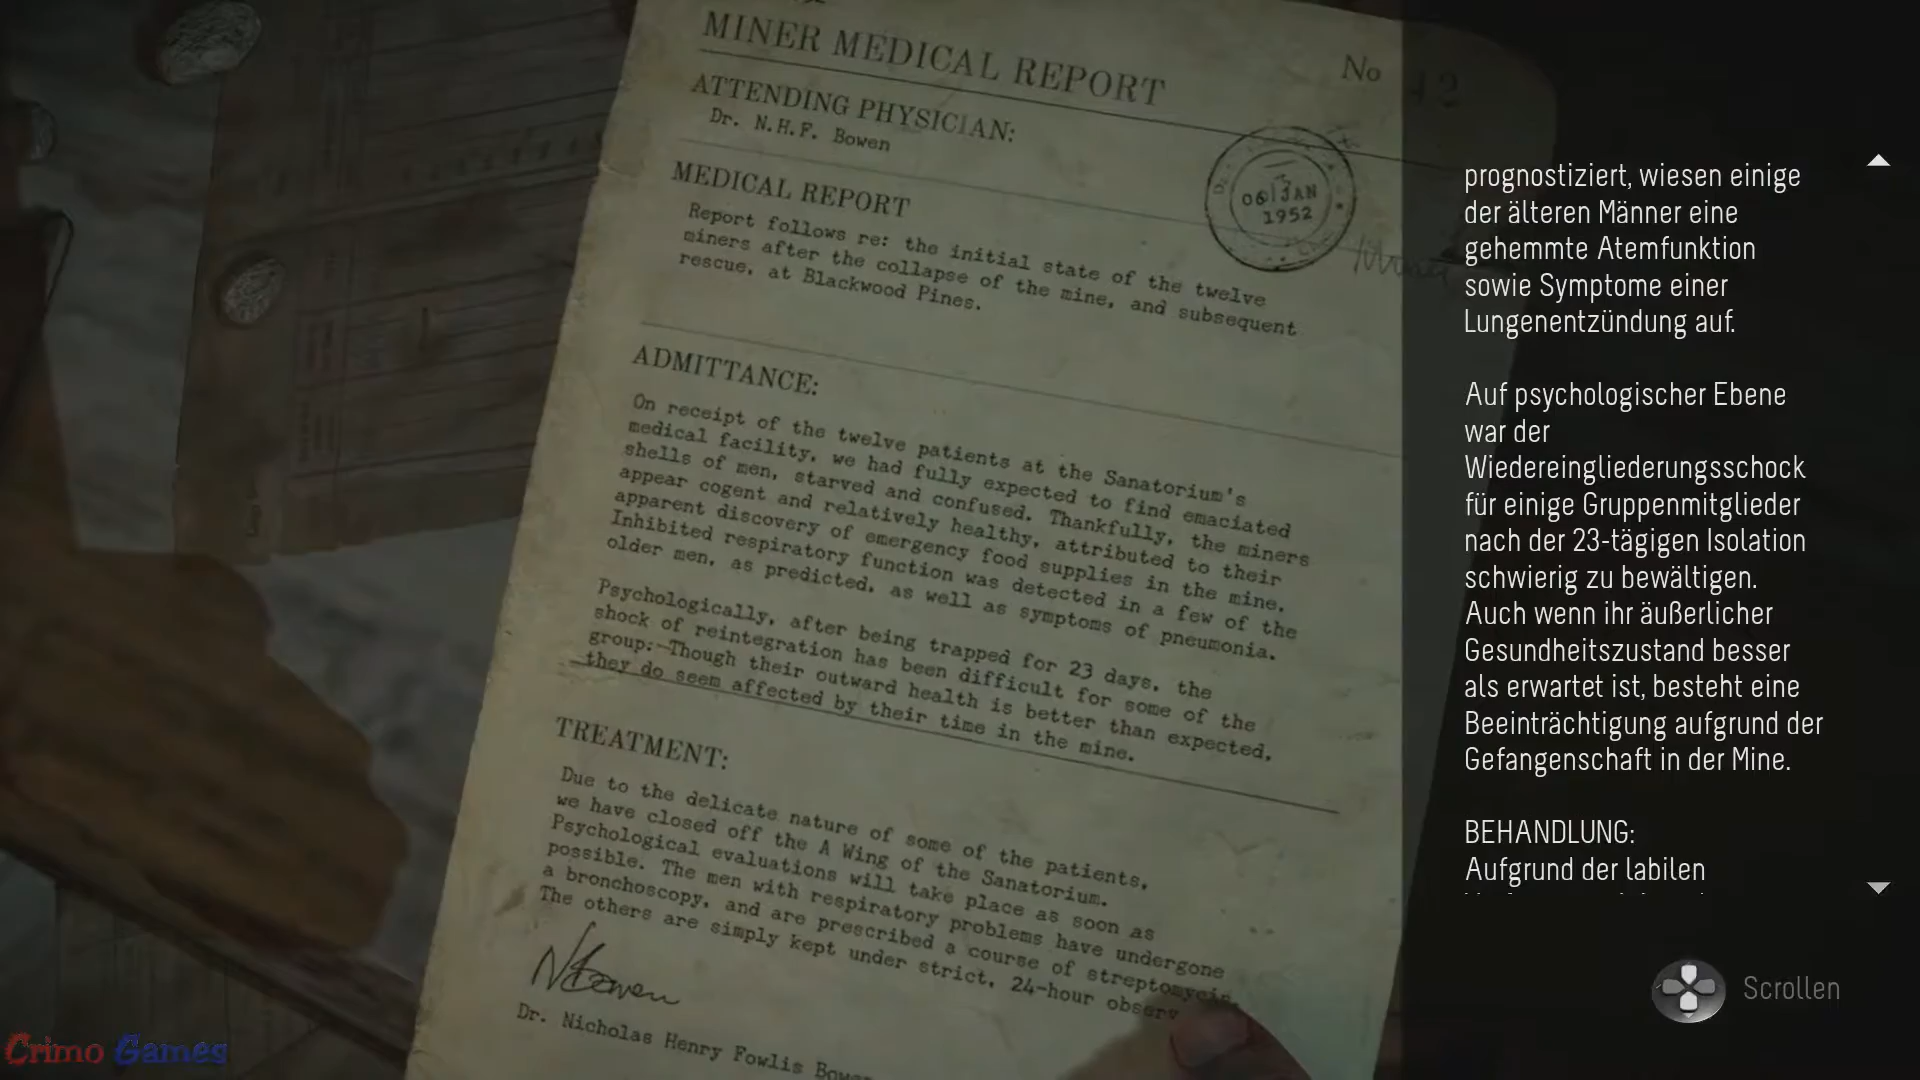 MINER MEDICAL REPORT
No 42
ATTENDING PHYSICIAN:
Dr. N.H.F. Bowen
06 JAN
1952
MEDICAL REPORT
Report follows re: the initial state of the twelve
miners after the collapse of the mine, and subsequent
rescue, at Blackwood Pines.
ADMITTANCE:
On receipt of the twelve patients at the Sanatorium's
medical facility, we had fully expected to find emaciated
shells of men, starved and confused. Thankfully, the miners
appear cogent and relatively healthy, attributed to their
apparent discovery of emergency food supplies in the mine.
Inhibited respiratory function was detected in a few of the
older men, as predicted, as well as symptoms of pneumonia.
Psychologically, after being trapped for 23 days, the
shock of reintegration has been difficult for some of the
group: Though their outward health is better than expected,
they do seem affected by their time in the mine.
TREATMENT:
Due to the delicate nature of some of the patients,
we have closed off the A Wing of the Sanatorium.
Psychological evaluations will take place as soon as
possible. The men with respiratory problems have undergone
a bronchoscopy, and are prescribed a course of streptomycin.
The others are simply kept under strict, 24-hour observ
NBowen
Dr. Nicholas Henry Fowlis Bowen
prognostiziert, wiesen einige
der älteren Männer eine
gehemmte Atemfunktion
sowie Symptome einer
Lungenentzündung auf.
Auf psychologischer Ebene
war der
Wiedereingliederungsschock
für einige Gruppenmitglieder
nach der 23-tägigen Isolation
schwierig zu bewältigen.
Auch wenn ihr äußerlicher
Gesundheitszustand besser
als erwartet ist, besteht eine
Beeinträchtigung aufgrund der
Gefangenschaft in der Mine.
BEHANDLUNG:
Aufgrund der labilen
Scrollen
Crimo Games